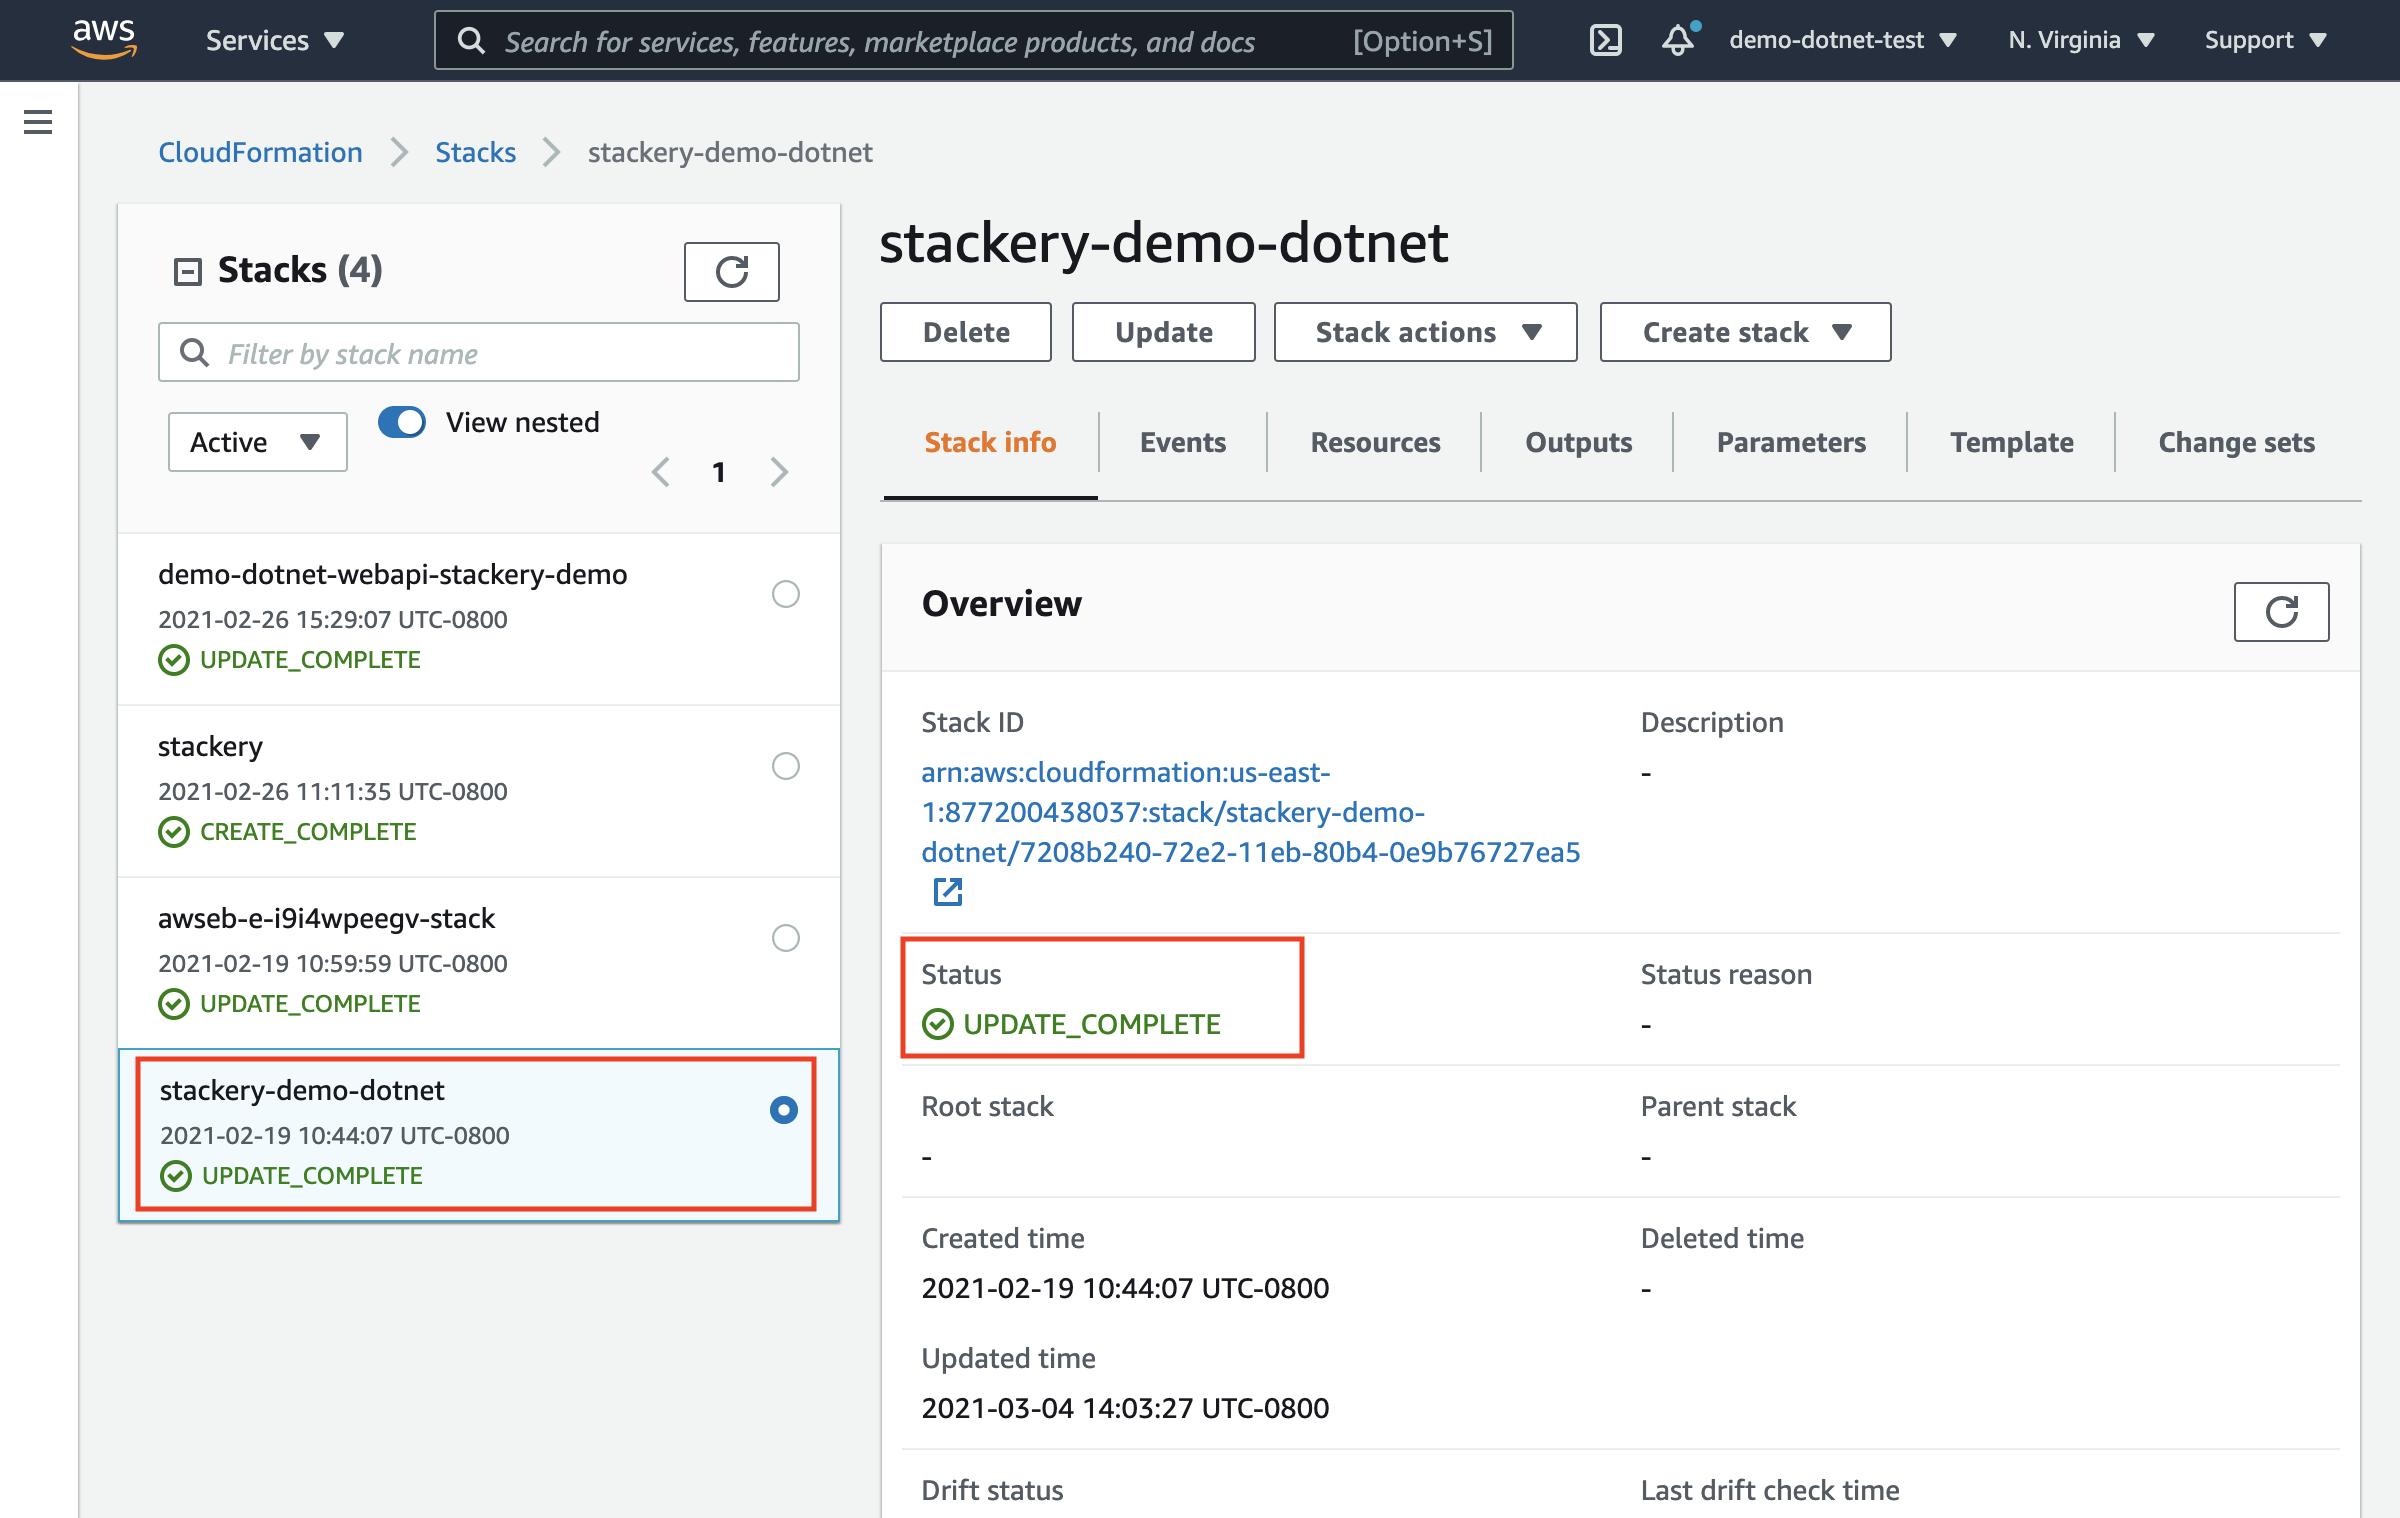 aws Services Search for services, features, marketplace products, and docs [Option+S] demo-dotnet-test N. Virginia Support
CloudFormation Stacks stackery-demo-dotnet
Stacks (4)
Filter by stack name
Active View nested
1
demo-dotnet-webapi-stackery-demo
2021-02-26 15:29:07 UTC-0800
UPDATE_COMPLETE
stackery
2021-02-26 11:11:35 UTC-0800
CREATE_COMPLETE
awseb-e-i9i4wpeegv-stack
2021-02-19 10:59:59 UTC-0800
UPDATE_COMPLETE
stackery-demo-dotnet
2021-02-19 10:44:07 UTC-0800
UPDATE_COMPLETE
stackery-demo-dotnet
Delete Update Stack actions Create stack
Stack info Events Resources Outputs Parameters Template Change sets
Overview
Stack ID
arn:aws:cloudformation:us-east-
1:877200438037:stack/stackery-demo-
dotnet/7208b240-72e2-11eb-80b4-0e9b76727ea5
Description
-
Status
UPDATE_COMPLETE
Status reason
-
Root stack
-
Parent stack
-
Created time
2021-02-19 10:44:07 UTC-0800
Deleted time
-
Updated time
2021-03-04 14:03:27 UTC-0800
Drift status
Last drift check time